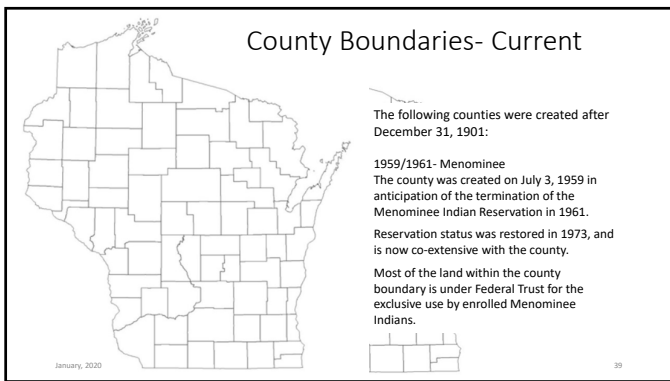 County Boundaries- Current
The following counties were created after
December 31, 1901:
1959/1961- Menominee
The county was created on July 3, 1959 in
anticipation of the termination of the
Menominee Indian Reservation in 1961.
Reservation status was restored in 1973, and
is now co-extensive with the county.
Most of the land within the county
boundary is under Federal Trust for the
exclusive use by enrolled Menominee
Indians.
January, 2020
39